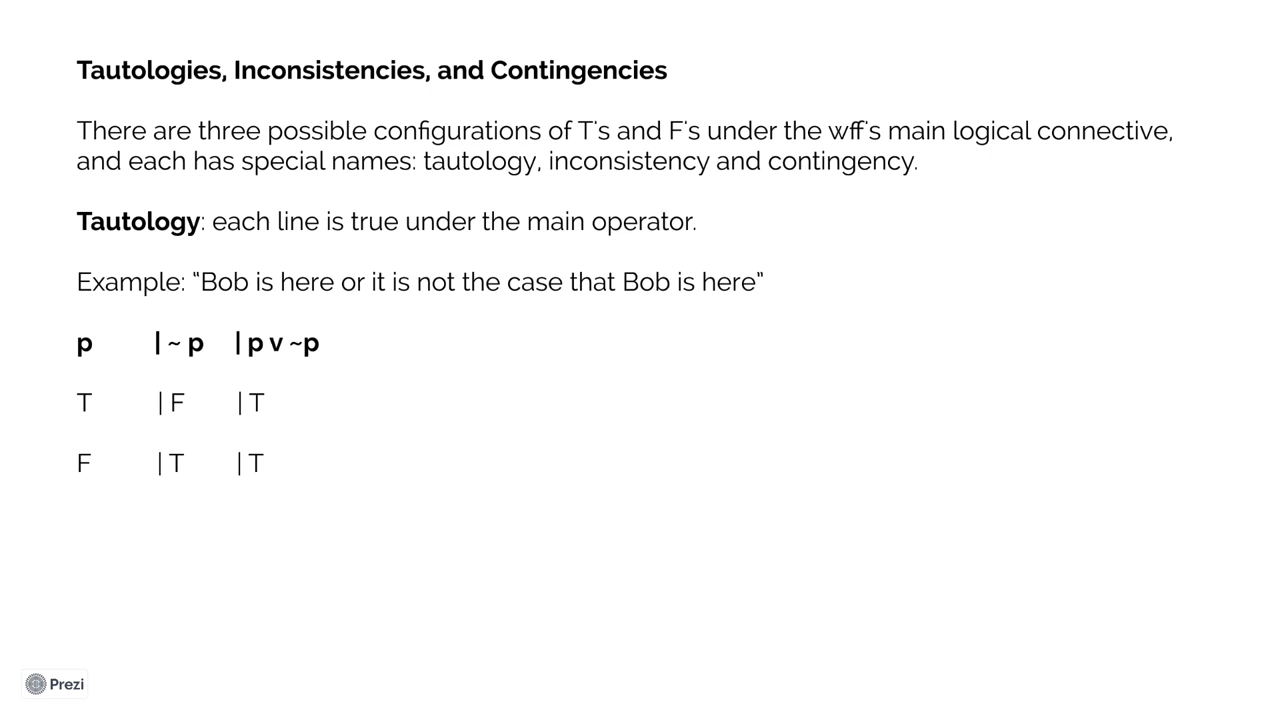 Tautologies, Inconsistencies, and Contingencies
There are three possible configurations of T's and F's under the wff's main logical connective,
and each has special names: tautology, inconsistency and contingency.
Tautology: each line is true under the main operator.
Example: “Bob is here or it is not the case that Bob is here”
p | ~ p | p v ~p
T | F | T
F | T | T
Prezi